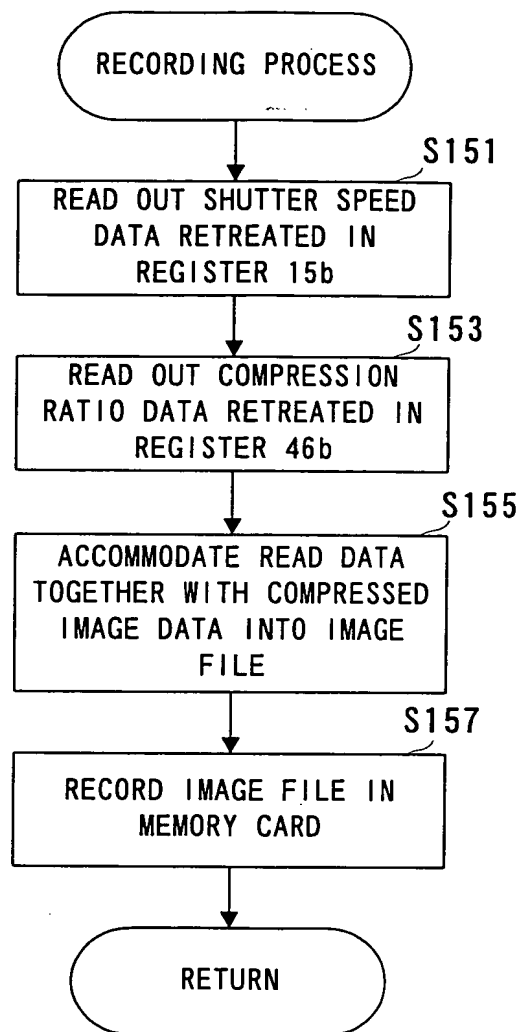 RECORDING PROCESS
S151
READ OUT SHUTTER SPEED
DATA RETREATED IN
REGISTER 15b
S153
READ OUT COMPRESSION
RATIO DATA RETREATED IN
REGISTER 46b
S155
ACCOMMODATE READ DATA
TOGETHER WITH COMPRESSED
IMAGE DATA INTO IMAGE
FILE
S157
RECORD IMAGE FILE IN
MEMORY CARD
RETURN